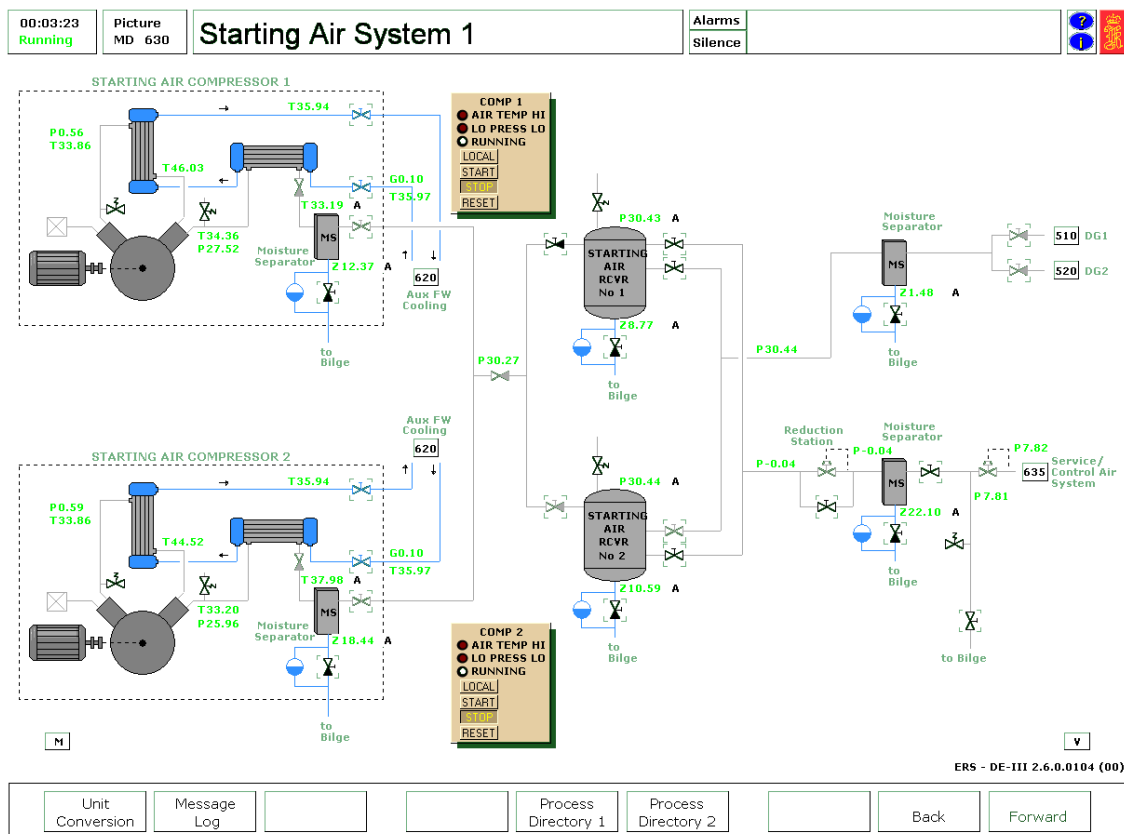 00:03:23
Running
Picture
MD 630
Starting Air System 1
Alarms
Silence
?
i
STARTING AIR COMPRESSOR 1
T35.94
P0.56
T33.86
T46.03
G0.10
T35.97
T33.19 A
T34.36
P27.52
MS
Moisture
Separator
Z12.37 A
620
Aux FW
Cooling
to
Bilge
COMP 1
AIR TEMP HI
LO PRESS LO
RUNNING
LOCAL
START
STOP
RESET
P30.43 A
STARTING
AIR
RCVR
No 1
Z8.77 A
to
Bilge
P30.27
P30.44
Moisture
Separator
MS
Z1.48 A
to
Bilge
510 DG1
520 DG2
Aux FW
Cooling
620
STARTING AIR COMPRESSOR 2
T35.94
P0.59
T33.86
T44.52
G0.10
T35.97
T37.98 A
T33.20
P25.96
MS
Moisture
Separator
Z18.44 A
to
Bilge
COMP 2
AIR TEMP HI
LO PRESS LO
RUNNING
LOCAL
START
STOP
RESET
P30.44 A
STARTING
AIR
RCVR
No 2
Z10.59 A
to
Bilge
Reduction
Station
P-0.04
P-0.04
Moisture
Separator
MS
Z22.10 A
to
Bilge
P7.82
P7.81
635
Service/
Control Air
System
to Bilge
M
V
ERS - DE-III 2.6.0.0104 (00)
Unit
Conversion
Message
Log
Process
Directory 1
Process
Directory 2
Back
Forward